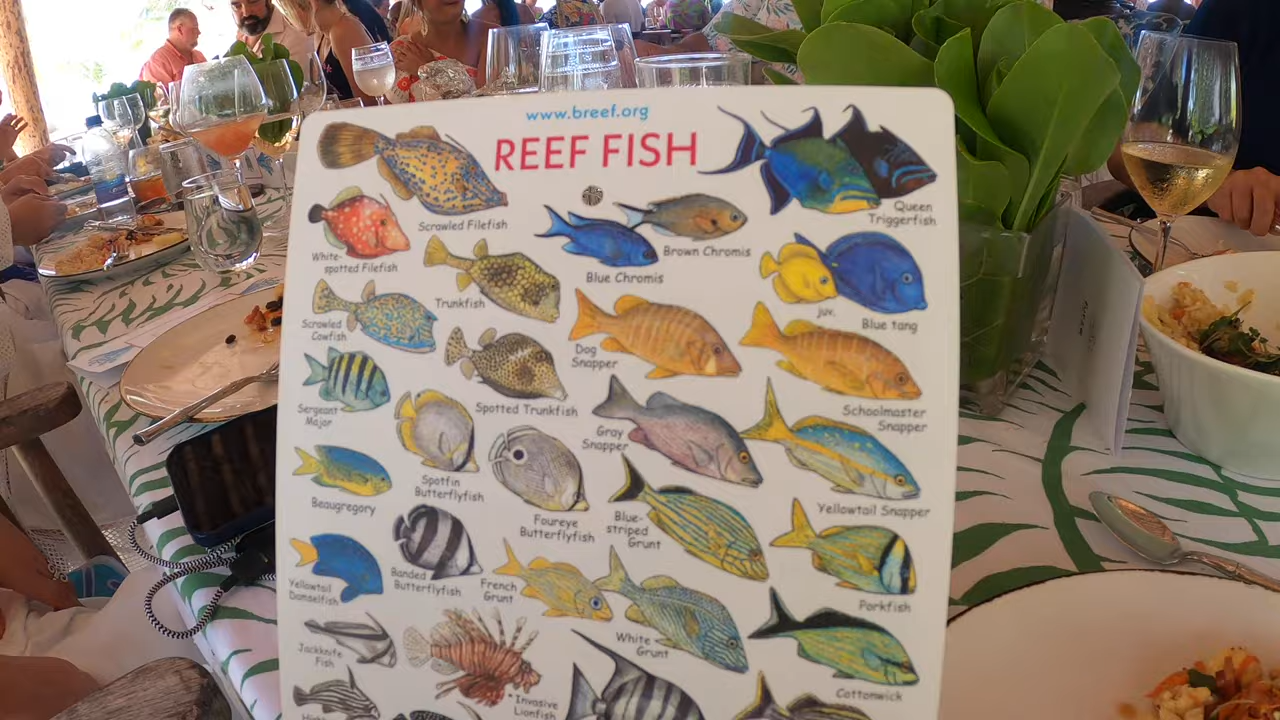 www.breef.org
REEF FISH
Scrawled Filefish
Queen
Triggerfish
White-
spotted Filefish
Brown Chromis
Blue Chromis
Trunkfish
juv.
Blue tang
Scrawled
Cowfish
Dog
Snapper
Spotted Trunkfish
Schoolmaster
Snapper
Sergeant
Major
Gray
Snapper
Spotfin
Butterflyfish
Beaugregory
Foureye
Butterflyfish
Blue-
striped
Grunt
Yellowtail Snapper
Yellowtail
Damselfish
Banded
Butterflyfish
French
Grunt
Porkfish
White
Grunt
Jackknife
Fish
*Invasive
Lionfish
Cottonwick